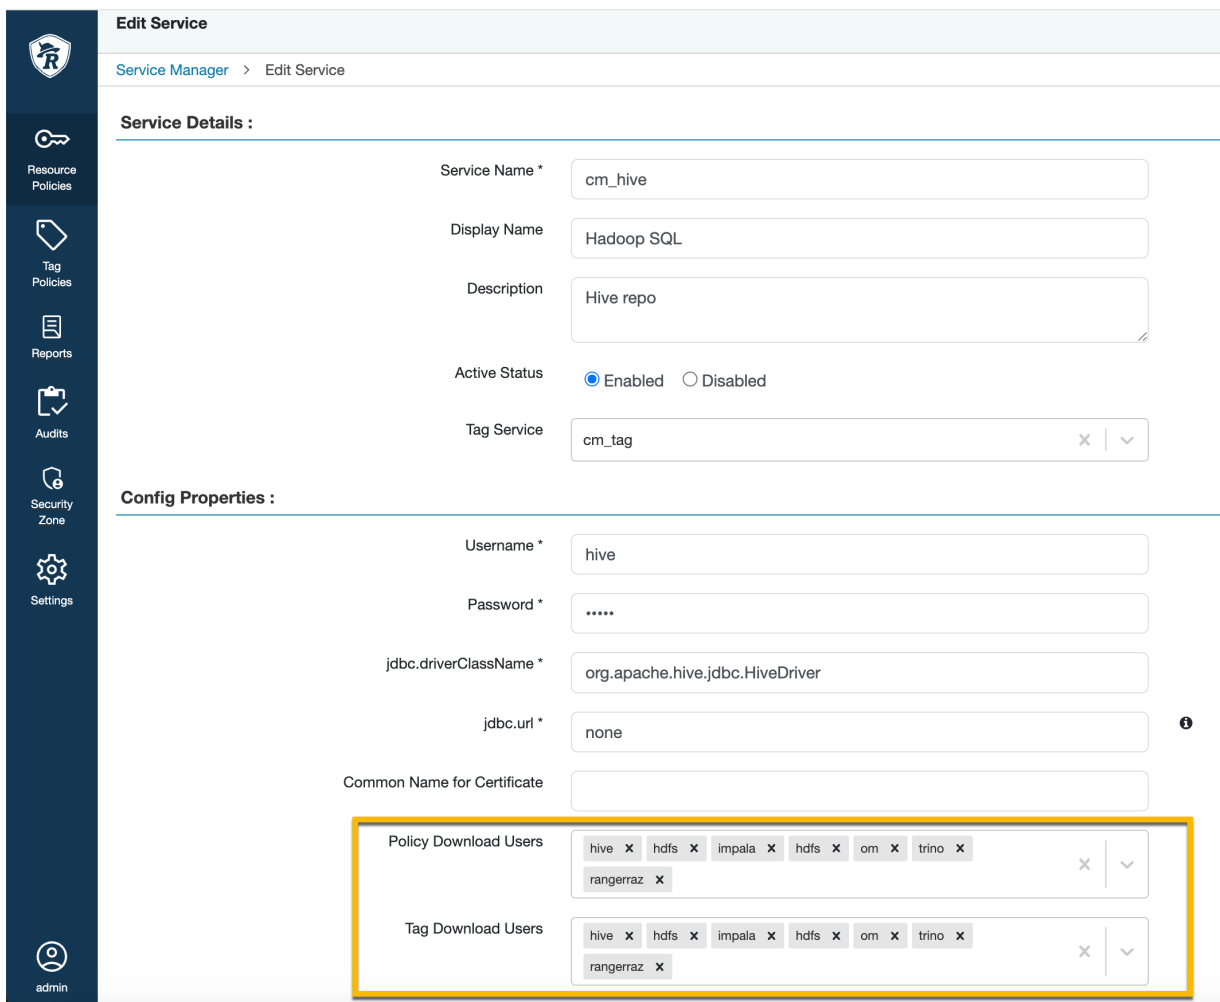 Edit Service
Service Manager > Edit Service
Service Details :
Service Name * cm_hive
Display Name Hadoop SQL
Description Hive repo
Active Status Enabled Disabled
Tag Service cm_tag
Config Properties :
Username * hive
Password * •••••
jdbc.driverClassName * org.apache.hive.jdbc.HiveDriver
jdbc.url * none
Common Name for Certificate
Policy Download Users hive × hdfs × impala × hdfs × om × trino ×
rangerraz ×
Tag Download Users hive × hdfs × impala × hdfs × om × trino ×
rangerraz ×
R
Resource
Policies
Tag
Policies
Reports
Audits
Security
Zone
Settings
admin